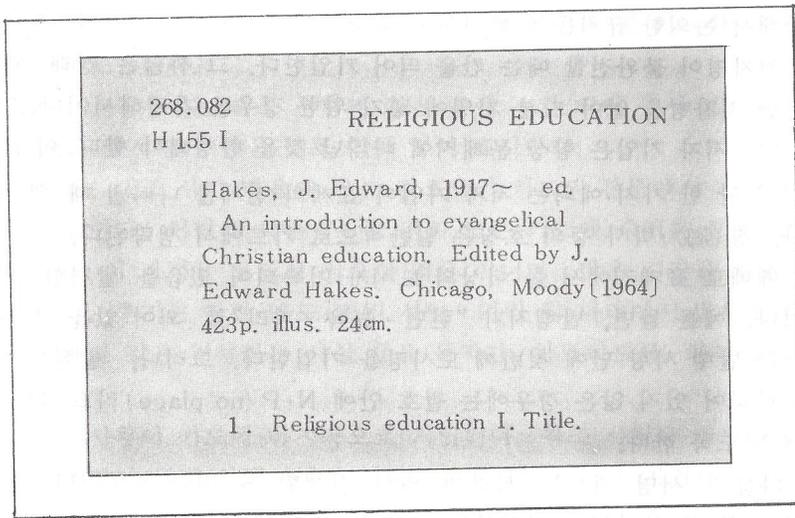 268.082
RELIGIOUS EDUCATION
H 155 I
Hakes, J. Edward, 1917~ ed.
An introduction to evangelical
Christian education. Edited by J.
Edward Hakes. Chicago, Moody [1964]
423p. illus. 24cm.
1. Religious education I. Title.